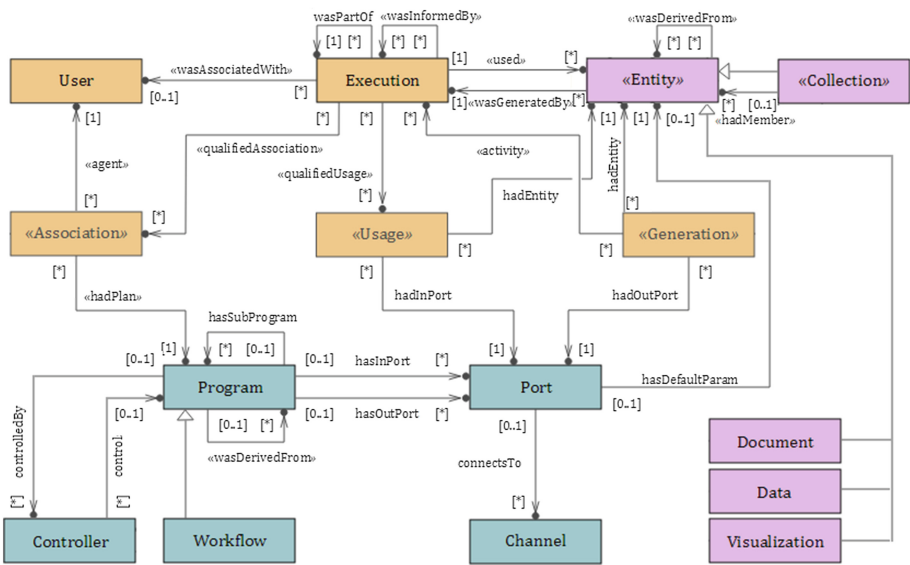 wasPartOf
«wasInformedBy»
«wasDerivedFrom»
[1] [*]
[*] [*]
[*] [*]
User
«wasAssociatedWith»
[0..1]
[*]
Execution
[1]
«used»
[*]
«Entity»
«Collection»
[1]
«wasGeneratedBy»
[*]
[*]
[0..1]
«hadMember»
[1]
[*]
[*]
[*]
[1]
[1]
[0..1]
«agent»
«qualifiedAssociation»
«qualifiedUsage»
«activity»
hadEntity
hadEntity
[*]
[*]
[*]
[*]
«Association»
«Usage»
«Generation»
[*]
[*]
[*]
[*]
[*]
«hadPlan»
hadInPort
hadOutPort
hasSubProgram
[0..1]
[1]
[*]
[0..1]
[0..1]
hasInPort
[*]
[1]
[1]
Program
Port
hasDefaultParam
[0..1]
[0..1]
[0..1]
[*]
[0..1]
hasOutPort
[*]
[0..1]
controlledBy
control
«wasDerivedFrom»
connectsTo
[*]
[*]
[*]
Controller
Workflow
Channel
Document
Data
Visualization